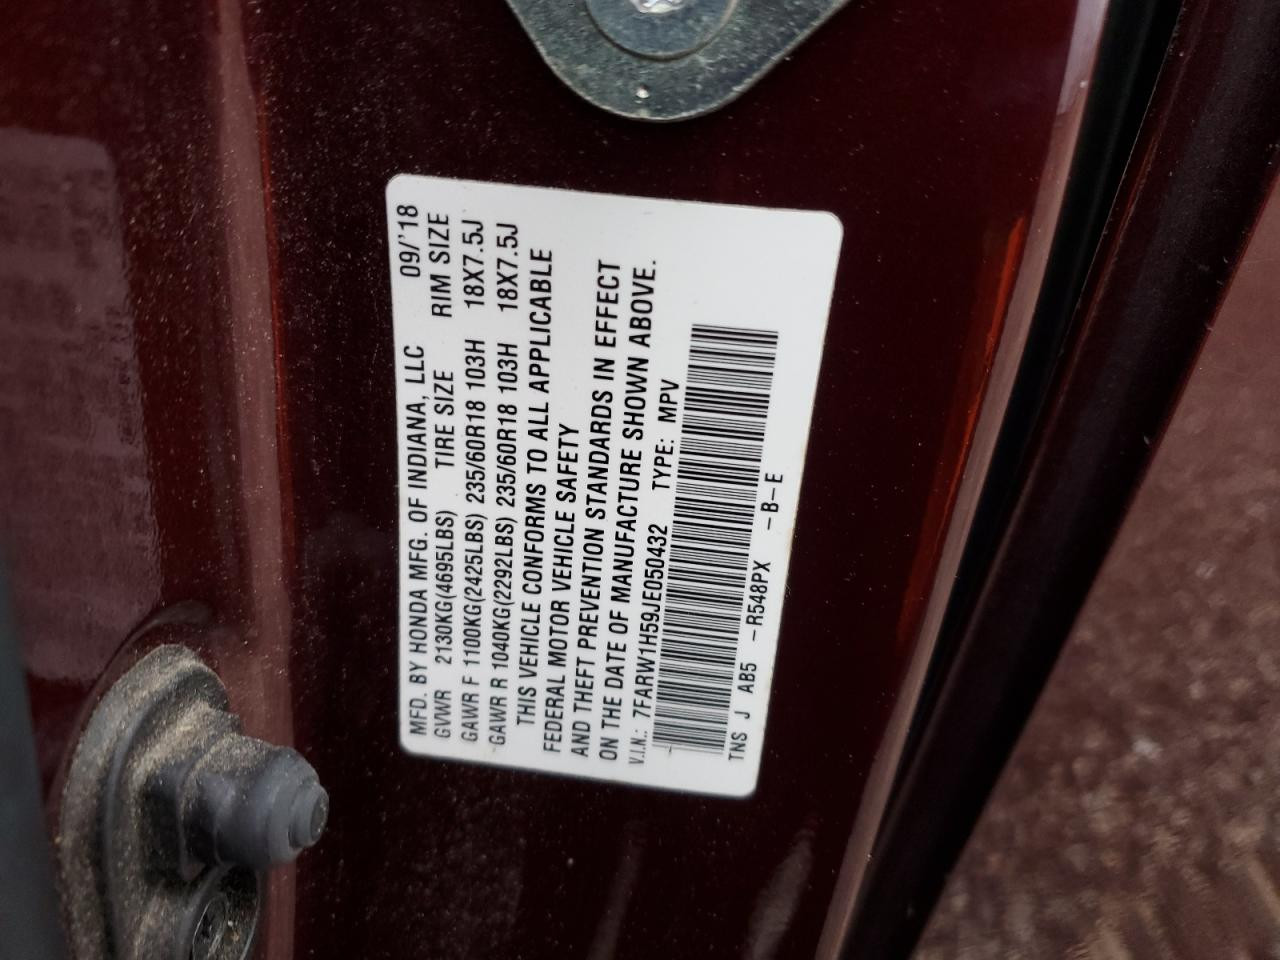 MFD. BY HONDA MFG. OF INDIANA, LLC 09/'18
GVWR 2130KG(4695LBS) TIRE SIZE RIM SIZE
GAWR F 1100KG(2425LBS) 235/60R18 103H 18X7.5J
GAWR R 1040KG(2292LBS) 235/60R18 103H 18X7.5J
THIS VEHICLE CONFORMS TO ALL APPLICABLE
FEDERAL MOTOR VEHICLE SAFETY
AND THEFT PREVENTION STANDARDS IN EFFECT
ON THE DATE OF MANUFACTURE SHOWN ABOVE.
V.I.N.: 7FARW1H59JE050432 TYPE: MPV
TNS J AB5 -R548PX -B-E